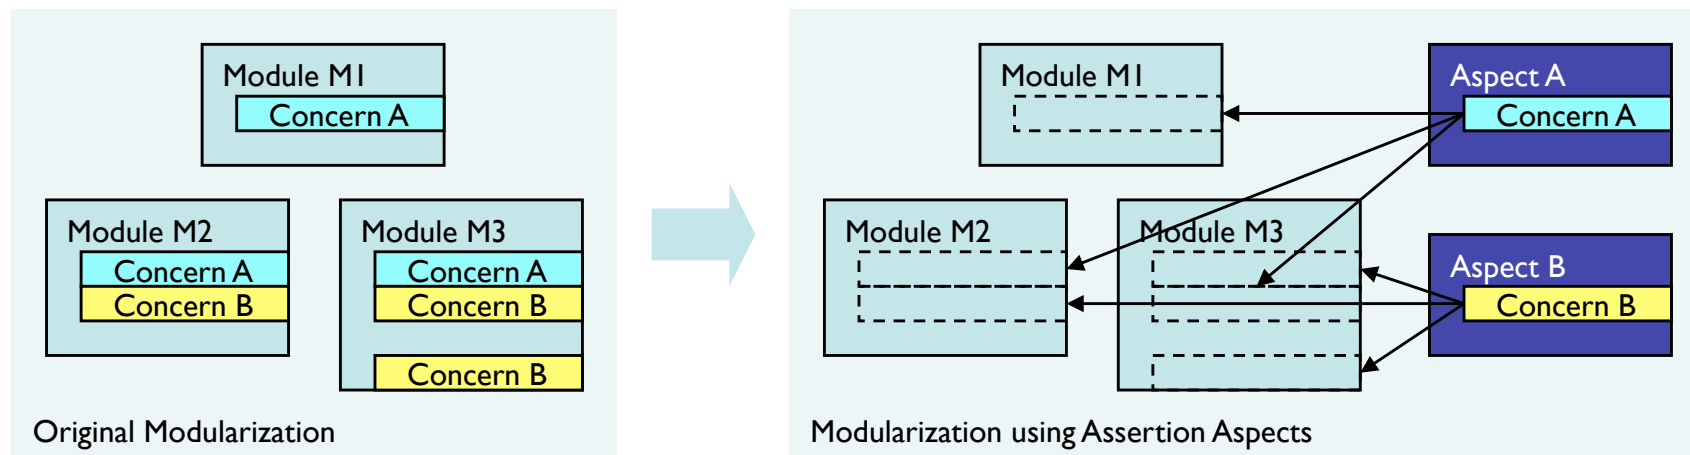 Module M1
Concern A
Module M2
Concern A
Concern B
Module M3
Concern A
Concern B
Concern B
Original Modularization
Module M1
Aspect A
Concern A
Module M2
Module M3
Aspect B
Concern B
Modularization using Assertion Aspects